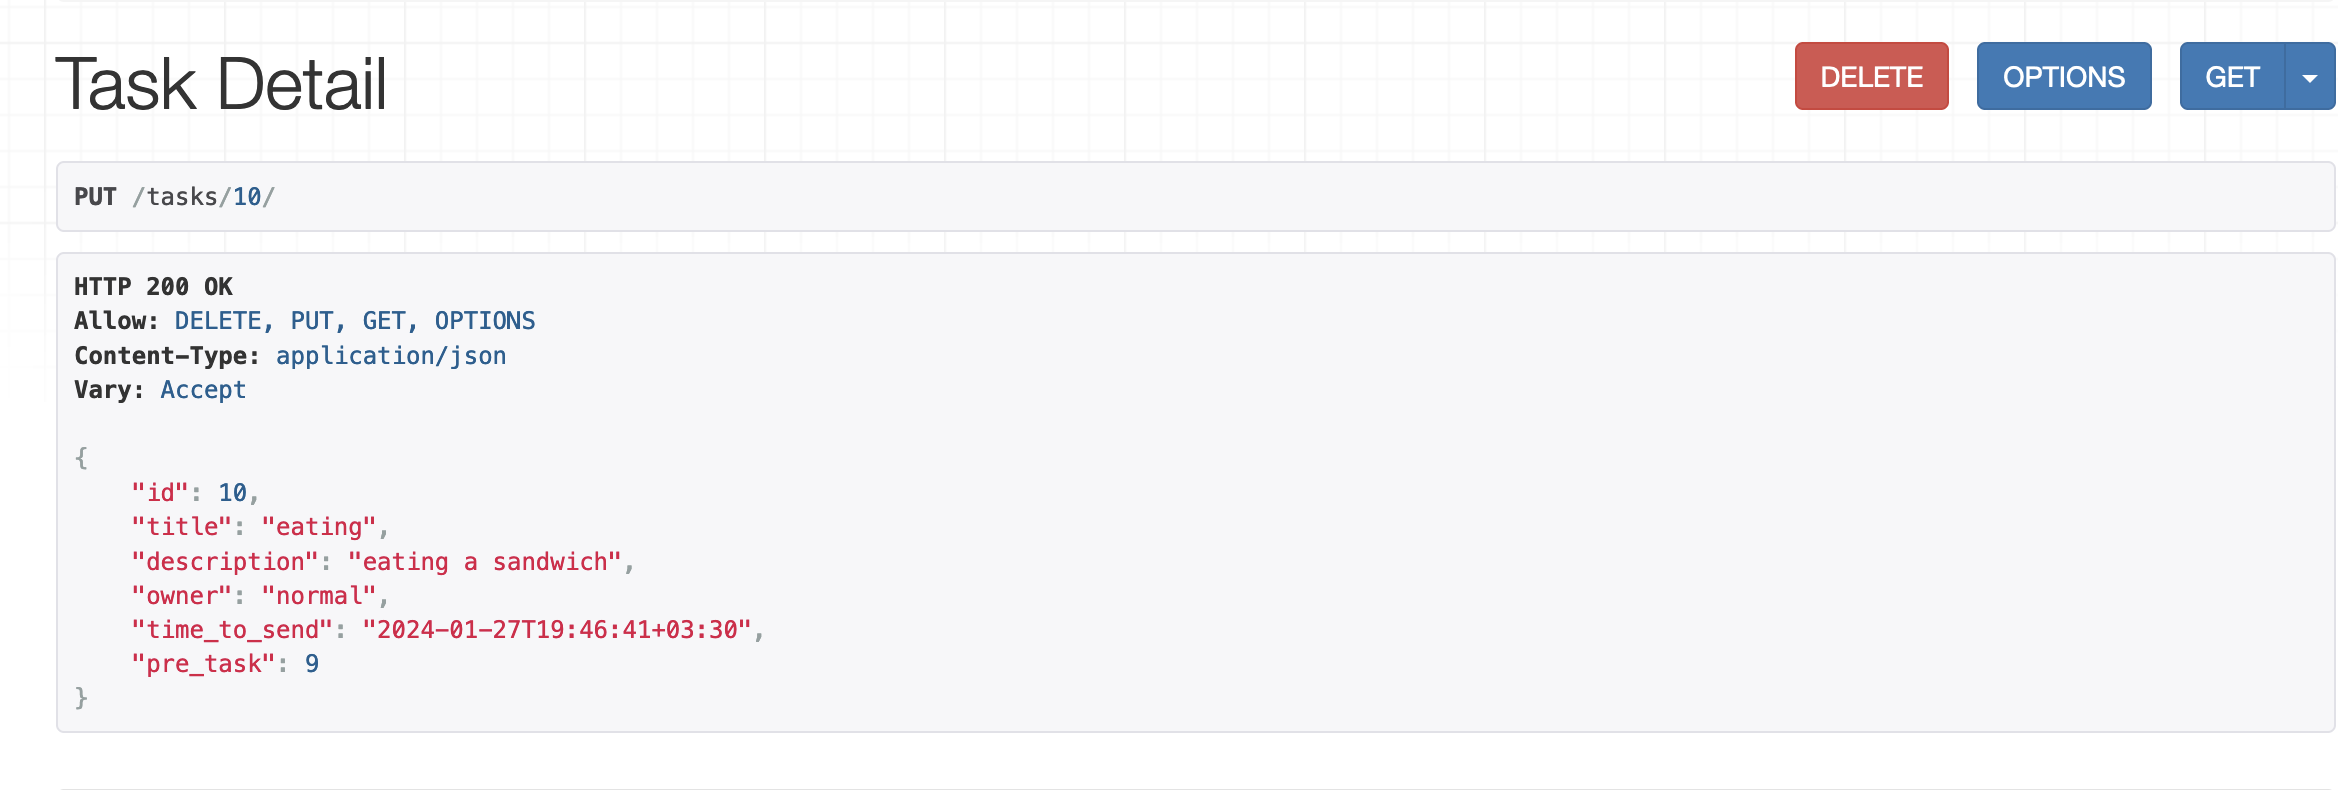 Task Detail
DELETE
OPTIONS
GET
PUT /tasks/10/
HTTP 200 OK
Allow: DELETE, PUT, GET, OPTIONS
Content-Type: application/json
Vary: Accept
{
    "id": 10,
    "title": "eating",
    "description": "eating a sandwich",
    "owner": "normal",
    "time_to_send": "2024-01-27T19:46:41+03:30",
    "pre_task": 9
}